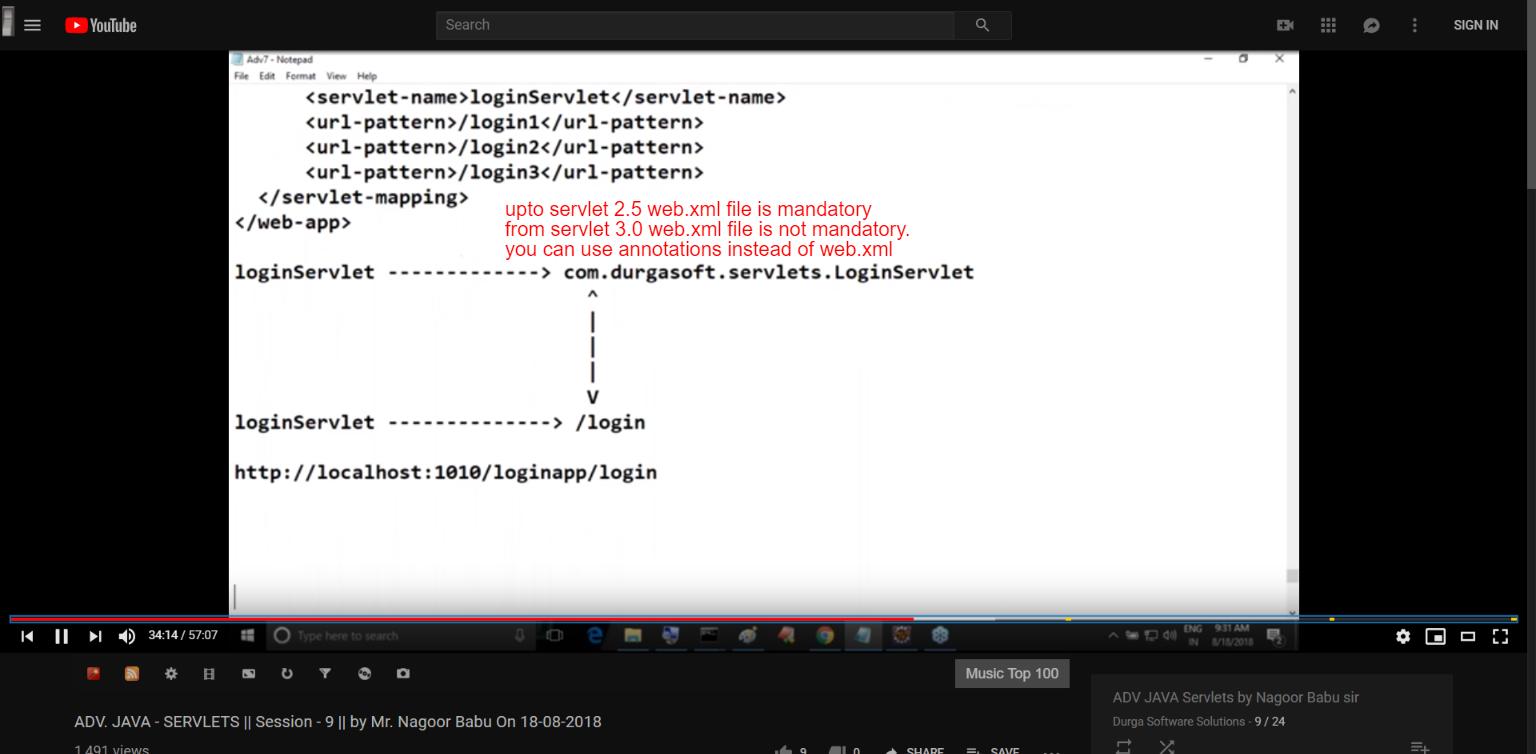 YouTube
Search
SIGN IN
Adv7 - Notepad
File Edit Format View Help
<servlet-name>loginServlet</servlet-name>
<url-pattern>/login1</url-pattern>
<url-pattern>/login2</url-pattern>
<url-pattern>/login3</url-pattern>
</servlet-mapping>
</web-app>
upto servlet 2.5 web.xml file is mandatory
from servlet 3.0 web.xml file is not mandatory.
you can use annotations instead of web.xml
loginServlet -------------> com.durgasoft.servlets.LoginServlet
^
|
|
|
V
loginServlet --------------> /login
http://localhost:1010/loginapp/login
34:14 / 57:07
Type here to search
ENG
IN
9:31 AM
8/18/2018
2
Music Top 100
ADV. JAVA - SERVLETS || Session - 9 || by Mr. Nagoor Babu On 18-08-2018
1,491 views
9
0
SHARE
SAVE
ADV JAVA Servlets by Nagoor Babu sir
Durga Software Solutions - 9 / 24